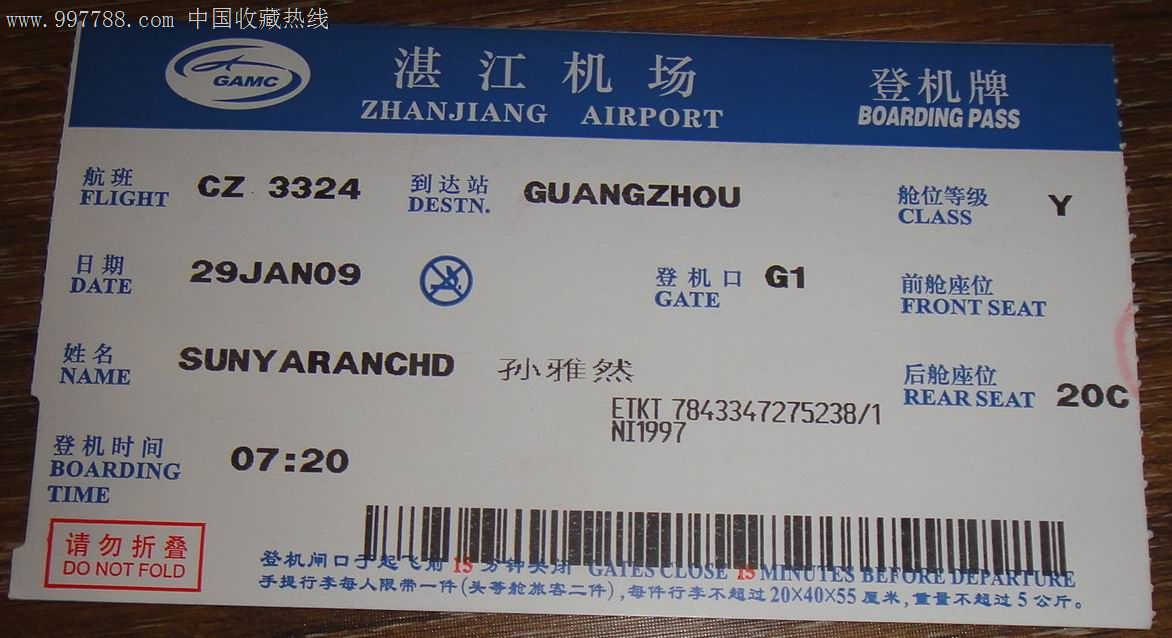 www.997788.com 中国收藏热线
GAMC
湛江机场
ZHANJIANG AIRPORT
登机牌
BOARDING PASS
航班 CZ 3324 到达站 GUANGZHOU 舱位等级 Y
FLIGHT DESTN. CLASS
日期 29JAN09 登机口 G1 前舱座位
DATE GATE FRONT SEAT
姓名 SUNYARANCHD 孙雅然 后舱座位 20C
NAME REAR SEAT
ETKT 7843347275238/1
NI1997
登机时间 07:20
BOARDING
TIME
请勿折叠
DO NOT FOLD
登机闸口于起飞前15分钟关闭 GATES CLOSE 15 MINUTES BEFORE DEPARTURE
手提行李每人限带一件(头等舱旅客二件),每件行李不超过20×40×55厘米,重量不超过5公斤。